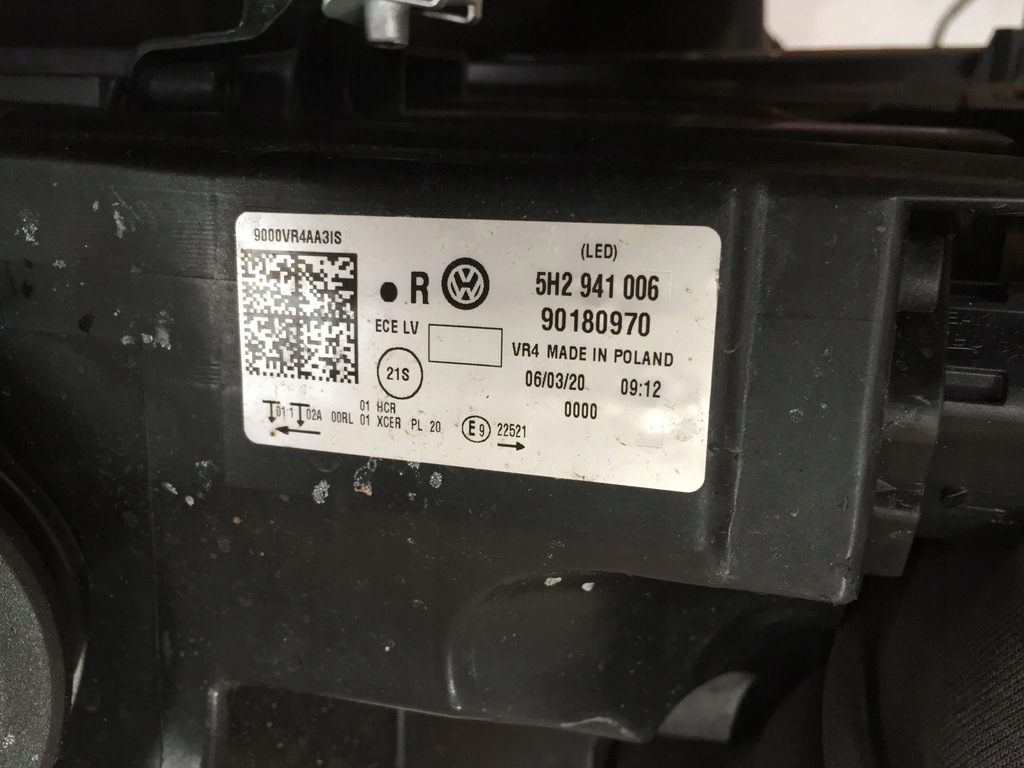 9000VR4AA3IS
R
(LED)
5H2 941 006
ECE LV
90180970
21S
VR4 MADE IN POLAND
06/03/20 09:12
0000
01 1 02A 00RL 01 HCR
01 XCER PL 20
E9 22521